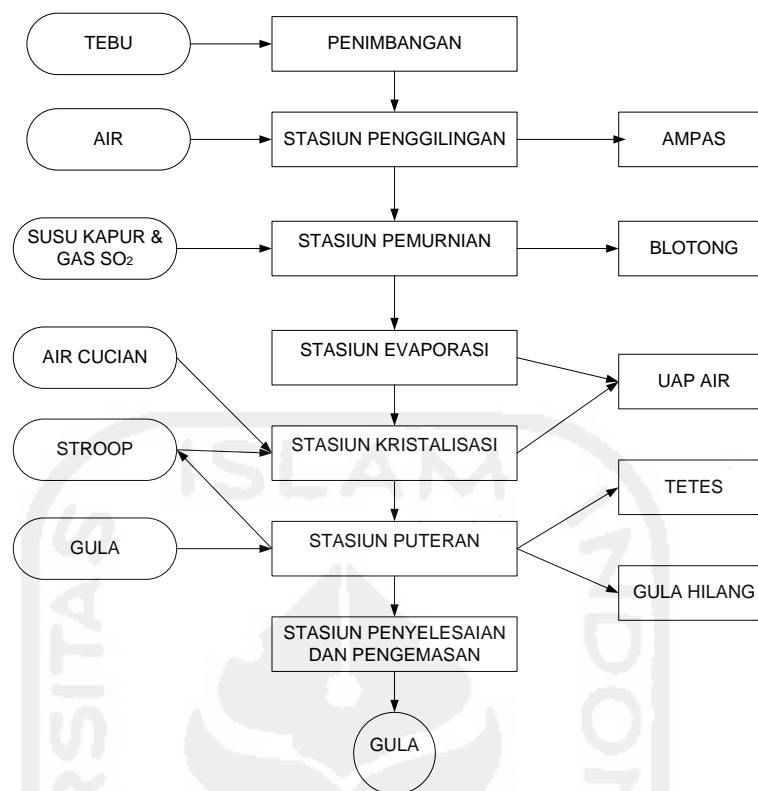 TEBU
PENIMBANGAN
AIR
STASIUN PENGGILINGAN
AMPAS
SUSU KAPUR &
GAS SO₂
STASIUN PEMURNIAN
BLOTONG
AIR CUCIAN
STASIUN EVAPORASI
UAP AIR
STROOP
STASIUN KRISTALISASI
TETES
GULA
STASIUN PUTERAN
GULA HILANG
STASIUN PENYELESAIAN
DAN PENGEMASAN
GULA
ISLAM